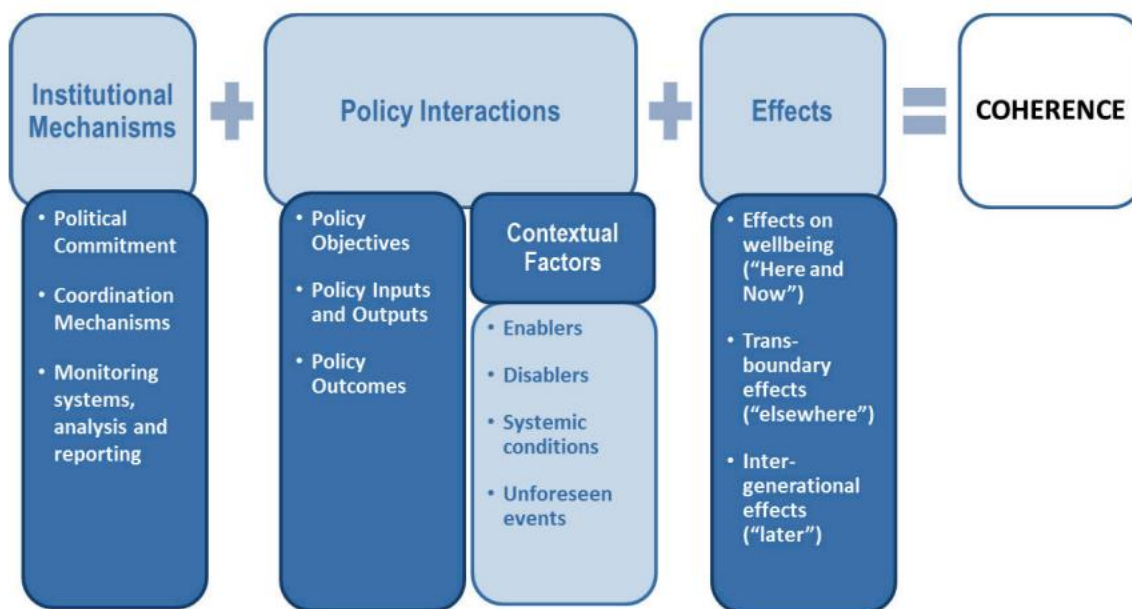 Institutional
Mechanisms
+
Policy Interactions
+
Effects
=
COHERENCE
• Political
Commitment
• Coordination
Mechanisms
• Monitoring
systems,
analysis and
reporting
• Policy
Objectives
• Policy Inputs
and Outputs
• Policy
Outcomes
Contextual
Factors
• Enablers
• Disablers
• Systemic
conditions
• Unforeseen
events
• Effects on
wellbeing
(“Here and
Now”)
• Trans-
boundary
effects
(“elsewhere”)
• Inter-
generational
effects
(“later”)